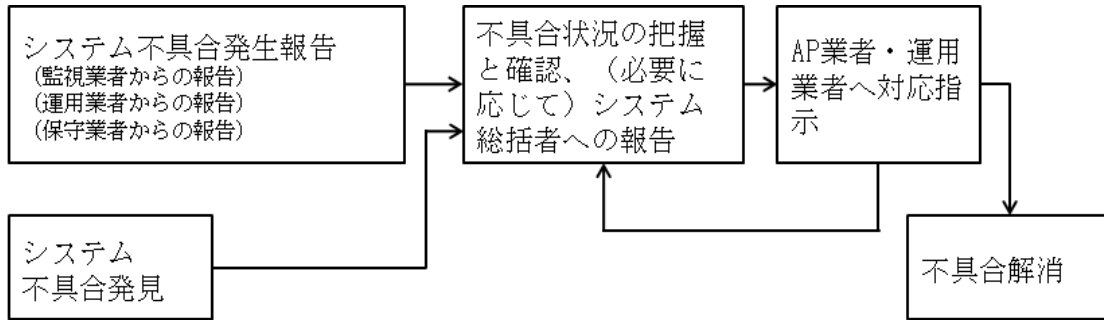 システム不具合発生報告
(監視業者からの報告)
(運用業者からの報告)
(保守業者からの報告)
不具合状況の把握
と確認、（必要に
応じて）システム
総括者への報告
AP業者・運用
業者へ対応指
示
システム
不具合発見
不具合解消